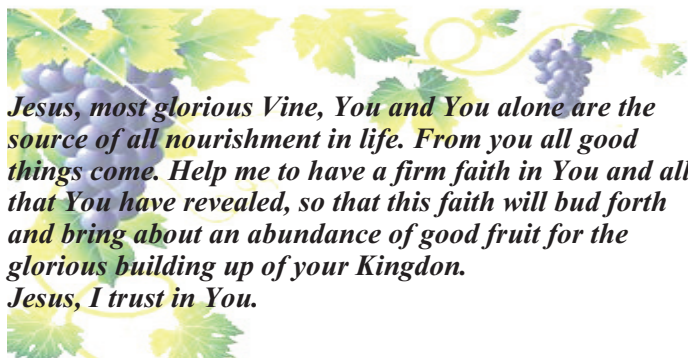 Jesus, most glorious Vine, You and You alone are the
source of all nourishment in life. From you all good
things come. Help me to have a firm faith in You and all
that You have revealed, so that this faith will bud forth
and bring about an abundance of good fruit for the
glorious building up of your Kingdon.
Jesus, I trust in You.